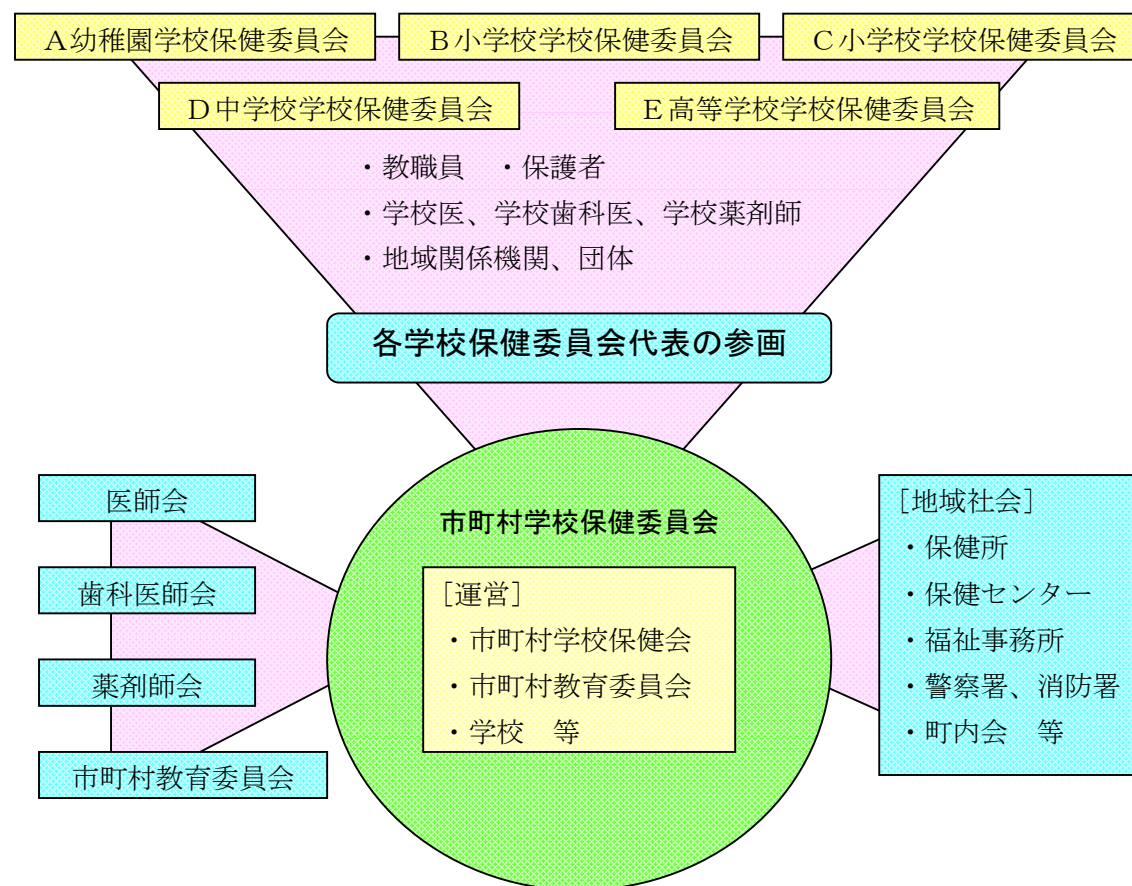 A幼稚園学校保健委員会
B小学校学校保健委員会
C小学校学校保健委員会
D中学校学校保健委員会
E高等学校学校保健委員会
・教職員　・保護者
・学校医、学校歯科医、学校薬剤師
・地域関係機関、団体
各学校保健委員会代表の参画
医師会
歯科医師会
薬剤師会
市町村教育委員会
市町村学校保健委員会
［運営］
・市町村学校保健会
・市町村教育委員会
・学校　等
［地域社会］
・保健所
・保健センター
・福祉事務所
・警察署、消防署
・町内会　等